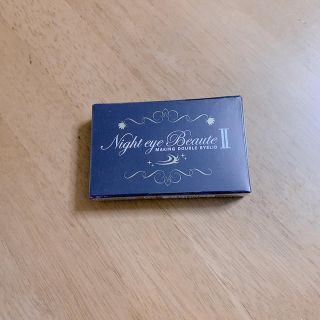 Night eye Beaute II
MAKING DOUBLE EYELID